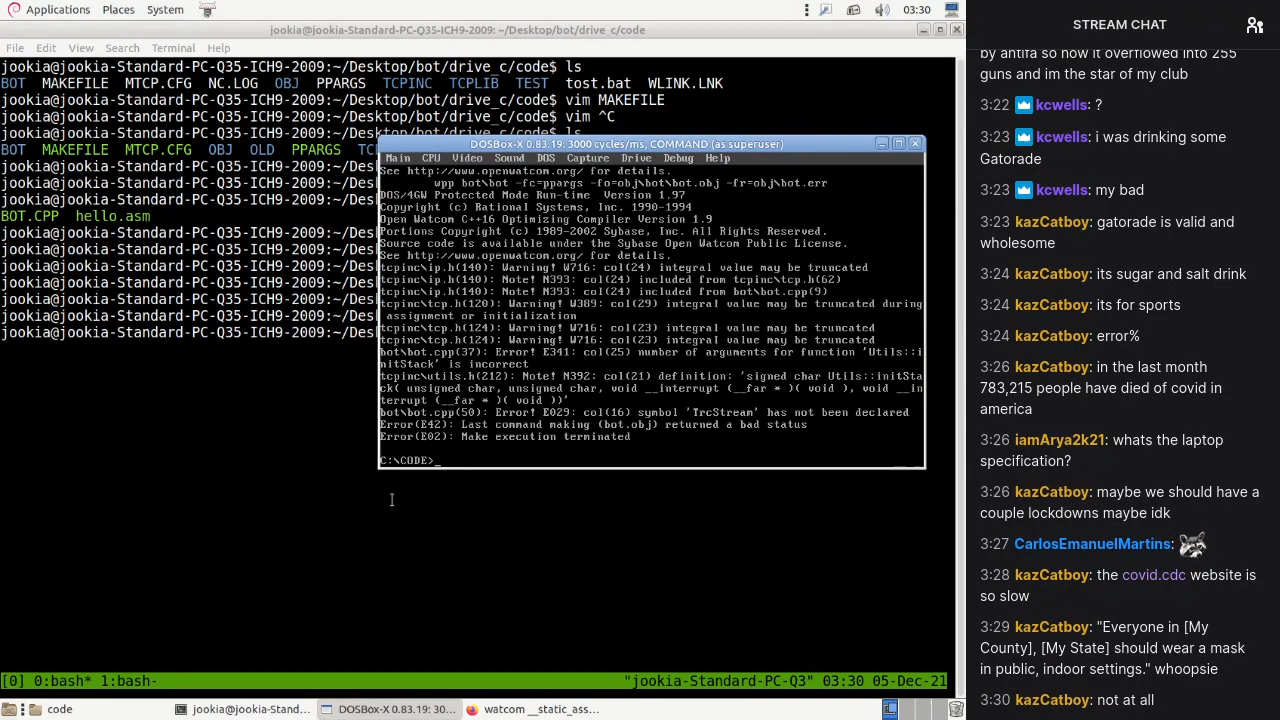 Applications Places System 03:30
jookia@jookia-Standard-PC-Q35-ICH9-2009: ~/Desktop/bot/drive_c/code
File Edit View Search Terminal Help
jookia@jookia-Standard-PC-Q35-ICH9-2009:~/Desktop/bot/drive_c/code$ ls
BOT MAKEFILE MTCP.CFG NC.LOG OBJ PPARGS TCPINC TCPLIB TEST tost.bat WLINK.LNK
jookia@jookia-Standard-PC-Q35-ICH9-2009:~/Desktop/bot/drive_c/code$ vim MAKEFILE
jookia@jookia-Standard-PC-Q35-ICH9-2009:~/Desktop/bot/drive_c/code$ vim ^C
jookia@jookia-Standard-PC-Q35-ICH9-2009:~/Desktop/bot/drive_c/code$ ls
BOT MAKEFILE MTCP.CFG OBJ OLD PPARGS TC
jookia@jookia-Standard-PC-Q35-ICH9-2009:~/Des
jookia@jookia-Standard-PC-Q35-ICH9-2009:~/Des
jookia@jookia-Standard-PC-Q35-ICH9-2009:~/Des
BOT.CPP hello.asm
jookia@jookia-Standard-PC-Q35-ICH9-2009:~/Des
jookia@jookia-Standard-PC-Q35-ICH9-2009:~/Des
jookia@jookia-Standard-PC-Q35-ICH9-2009:~/Des
jookia@jookia-Standard-PC-Q35-ICH9-2009:~/Des
jookia@jookia-Standard-PC-Q35-ICH9-2009:~/Des
jookia@jookia-Standard-PC-Q35-ICH9-2009:~/Des
jookia@jookia-Standard-PC-Q35-ICH9-2009:~/Des
DOSBox-X 0.83.19: 3000 cycles/ms, COMMAND (as superuser)
Main CPU Video Sound DOS Capture Drive Debug Help
See http://www.openwatcom.org/ for details.
wpp bot\bot -fc=ppargs -fo=obj\bot\bot.obj -fr=obj\bot.err
DOS/4GW Protected Mode Run-time Version 1.97
Copyright (c) Rational Systems, Inc. 1990-1994
Open Watcom C++16 Optimizing Compiler Version 1.9
Portions Copyright (c) 1989-2002 Sybase, Inc. All Rights Reserved.
Source code is available under the Sybase Open Watcom Public License.
See http://www.openwatcom.org/ for details.
tcpinc\ip.h(140): Warning! W716: col(24) integral value may be truncated
tcpinc\ip.h(140): Note! N393: col(24) included from tcpinc\tcp.h(62)
tcpinc\ip.h(140): Note! N393: col(24) included from bot\bot.cpp(9)
tcpinc\tcp.h(120): Warning! W389: col(29) integral value may be truncated during
assignment or initialization
tcpinc\tcp.h(124): Warning! W716: col(23) integral value may be truncated
tcpinc\tcp.h(124): Warning! W716: col(23) integral value may be truncated
bot\bot.cpp(37): Error! E341: col(25) number of arguments for function 'Utils::i
nitStack' is incorrect
tcpinc\utils.h(212): Note! N392: col(21) definition: 'signed char Utils::initSta
ck( unsigned char, unsigned char, void __interrupt (__far * )( void ), void __in
terrupt (__far * )( void ))'
bot\bot.cpp(50): Error! E029: col(16) symbol 'TrcStream' has not been declared
Error(E42): Last command making (bot.obj) returned a bad status
Error(E02): Make execution terminated
C:\CODE>_
[0] 0:bash* 1:bash- "jookia-Standard-PC-Q3" 03:30 05-Dec-21
code jookia@jookia-Stand... DOSBox-X 0.83.19: 30... watcom __static_ass...
STREAM CHAT
by antifa so now it overflowed into 255
guns and im the star of my club
3:22 kcwells: ?
3:23 kcwells: i was drinking some
Gatorade
3:23 kcwells: my bad
3:23 kazCatboy: gatorade is valid and
wholesome
3:24 kazCatboy: its sugar and salt drink
3:24 kazCatboy: its for sports
3:24 kazCatboy: error%
3:26 kazCatboy: in the last month
783,215 people have died of covid in
america
3:26 iamArya2k21: whats the laptop
specification?
3:26 kazCatboy: maybe we should have a
couple lockdowns maybe idk
3:27 CarlosEmanuelMartins:
3:28 kazCatboy: the covid.cdc website is
so slow
3:29 kazCatboy: "Everyone in [My
County], [My State] should wear a mask
in public, indoor settings." whoopsie
3:30 kazCatboy: not at all